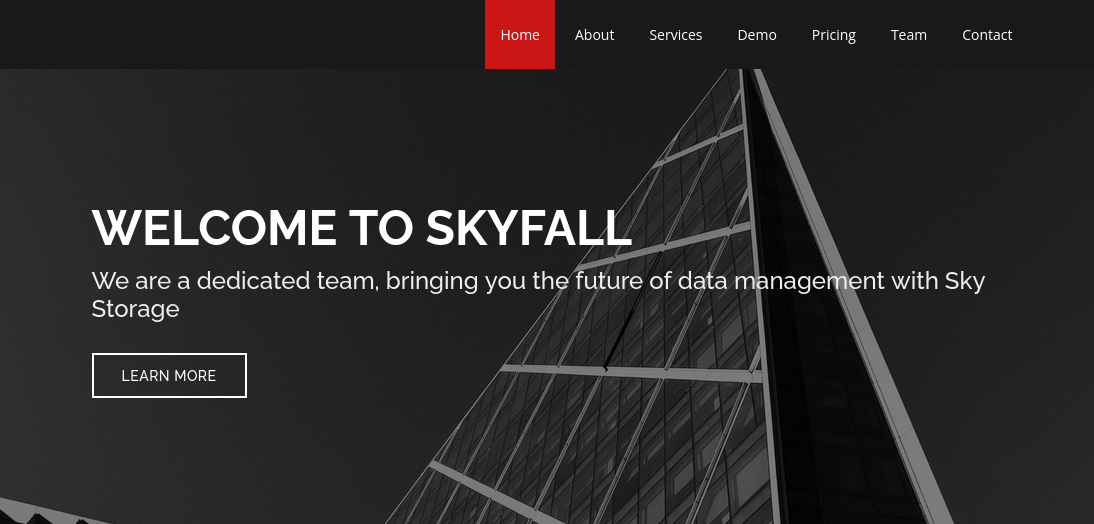 Home About Services Demo Pricing Team Contact
WELCOME TO SKYFALL
We are a dedicated team, bringing you the future of data management with Sky
Storage
LEARN MORE